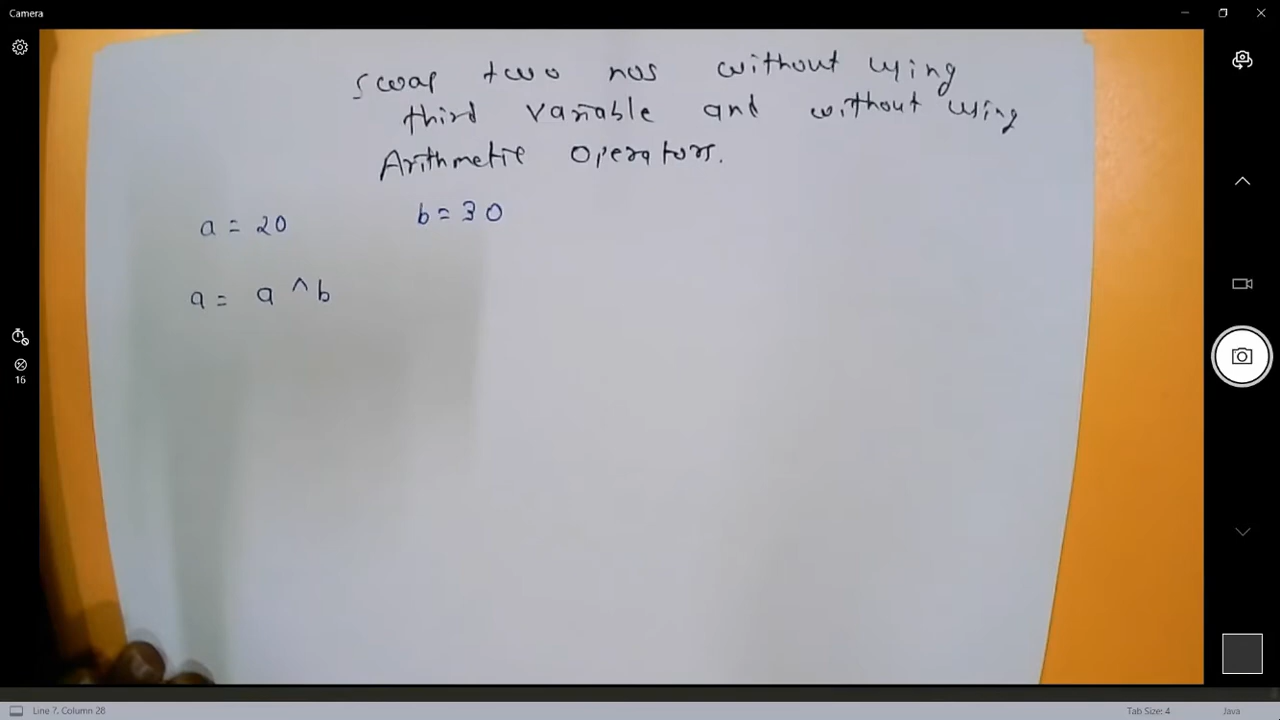 Camera
swap two nos without using
third variable and without using
Arithmetic Operators.
a = 20 b = 30
a = a ^ b
16
Line 7, Column 28 Tab Size: 4 Java